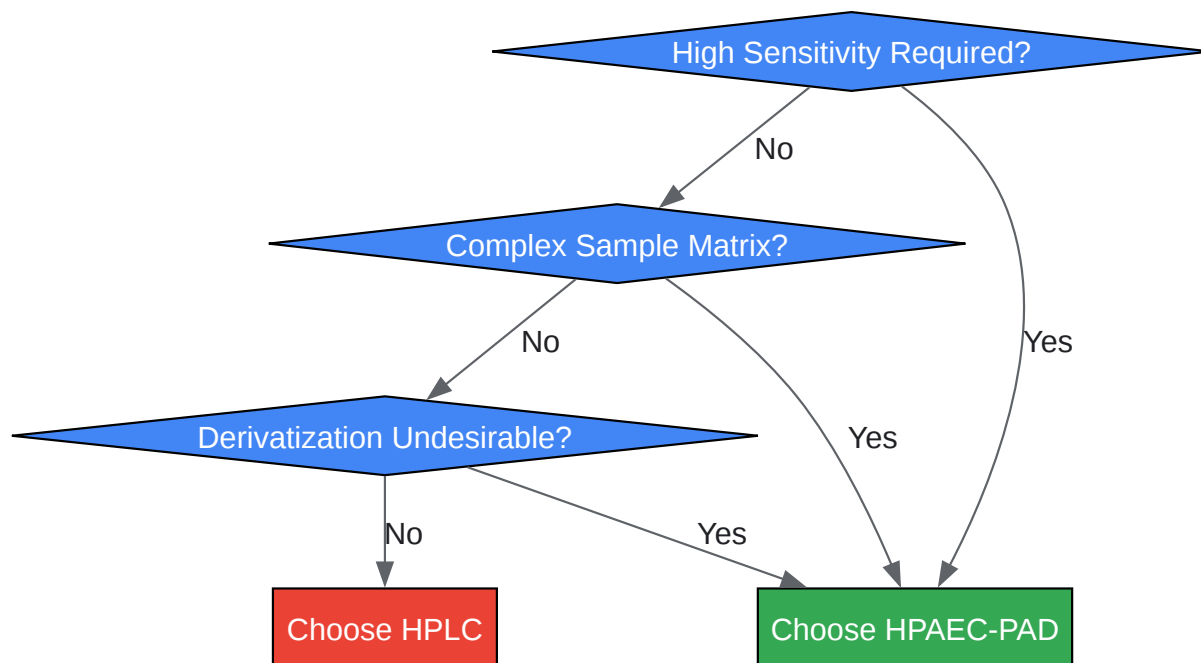 High Sensitivity Required?
No
Complex Sample Matrix?
No
Yes
Yes
Derivatization Undesirable?
No
Yes
Choose HPLC
Choose HPAEC-PAD